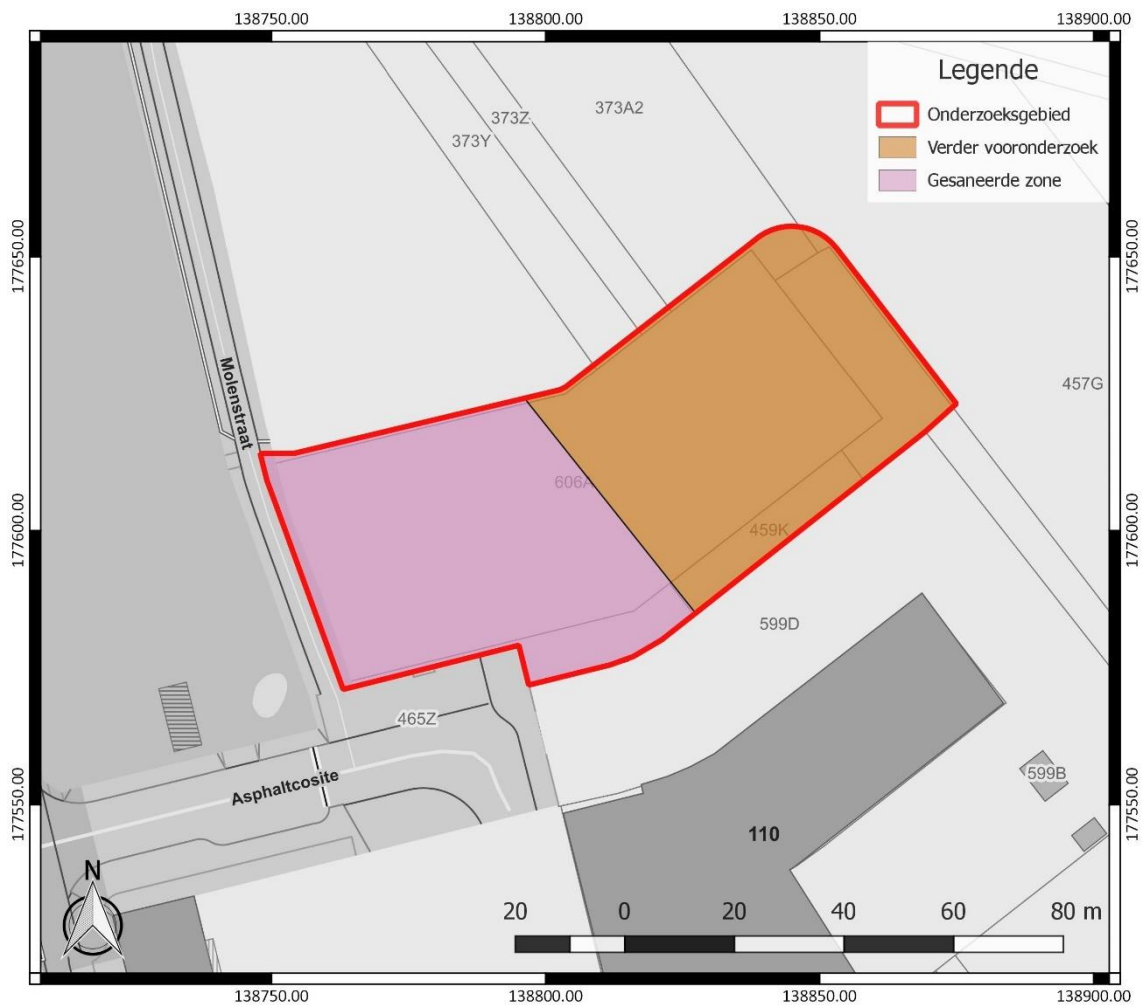 138750.00 138800.00 138850.00 138900.00
Legende
Onderzoeksgebied
Verder vooronderzoek
Gesaneerde zone
373A2
373Z
373Y
177650.00 177650.00
Molenstraat
457G
606A
177600.00 177600.00
459K
599D
465Z
Asphaltcosite
599B
177550.00 177550.00
110
N
20 0 20 40 60 80 m
138750.00 138800.00 138850.00 138900.00